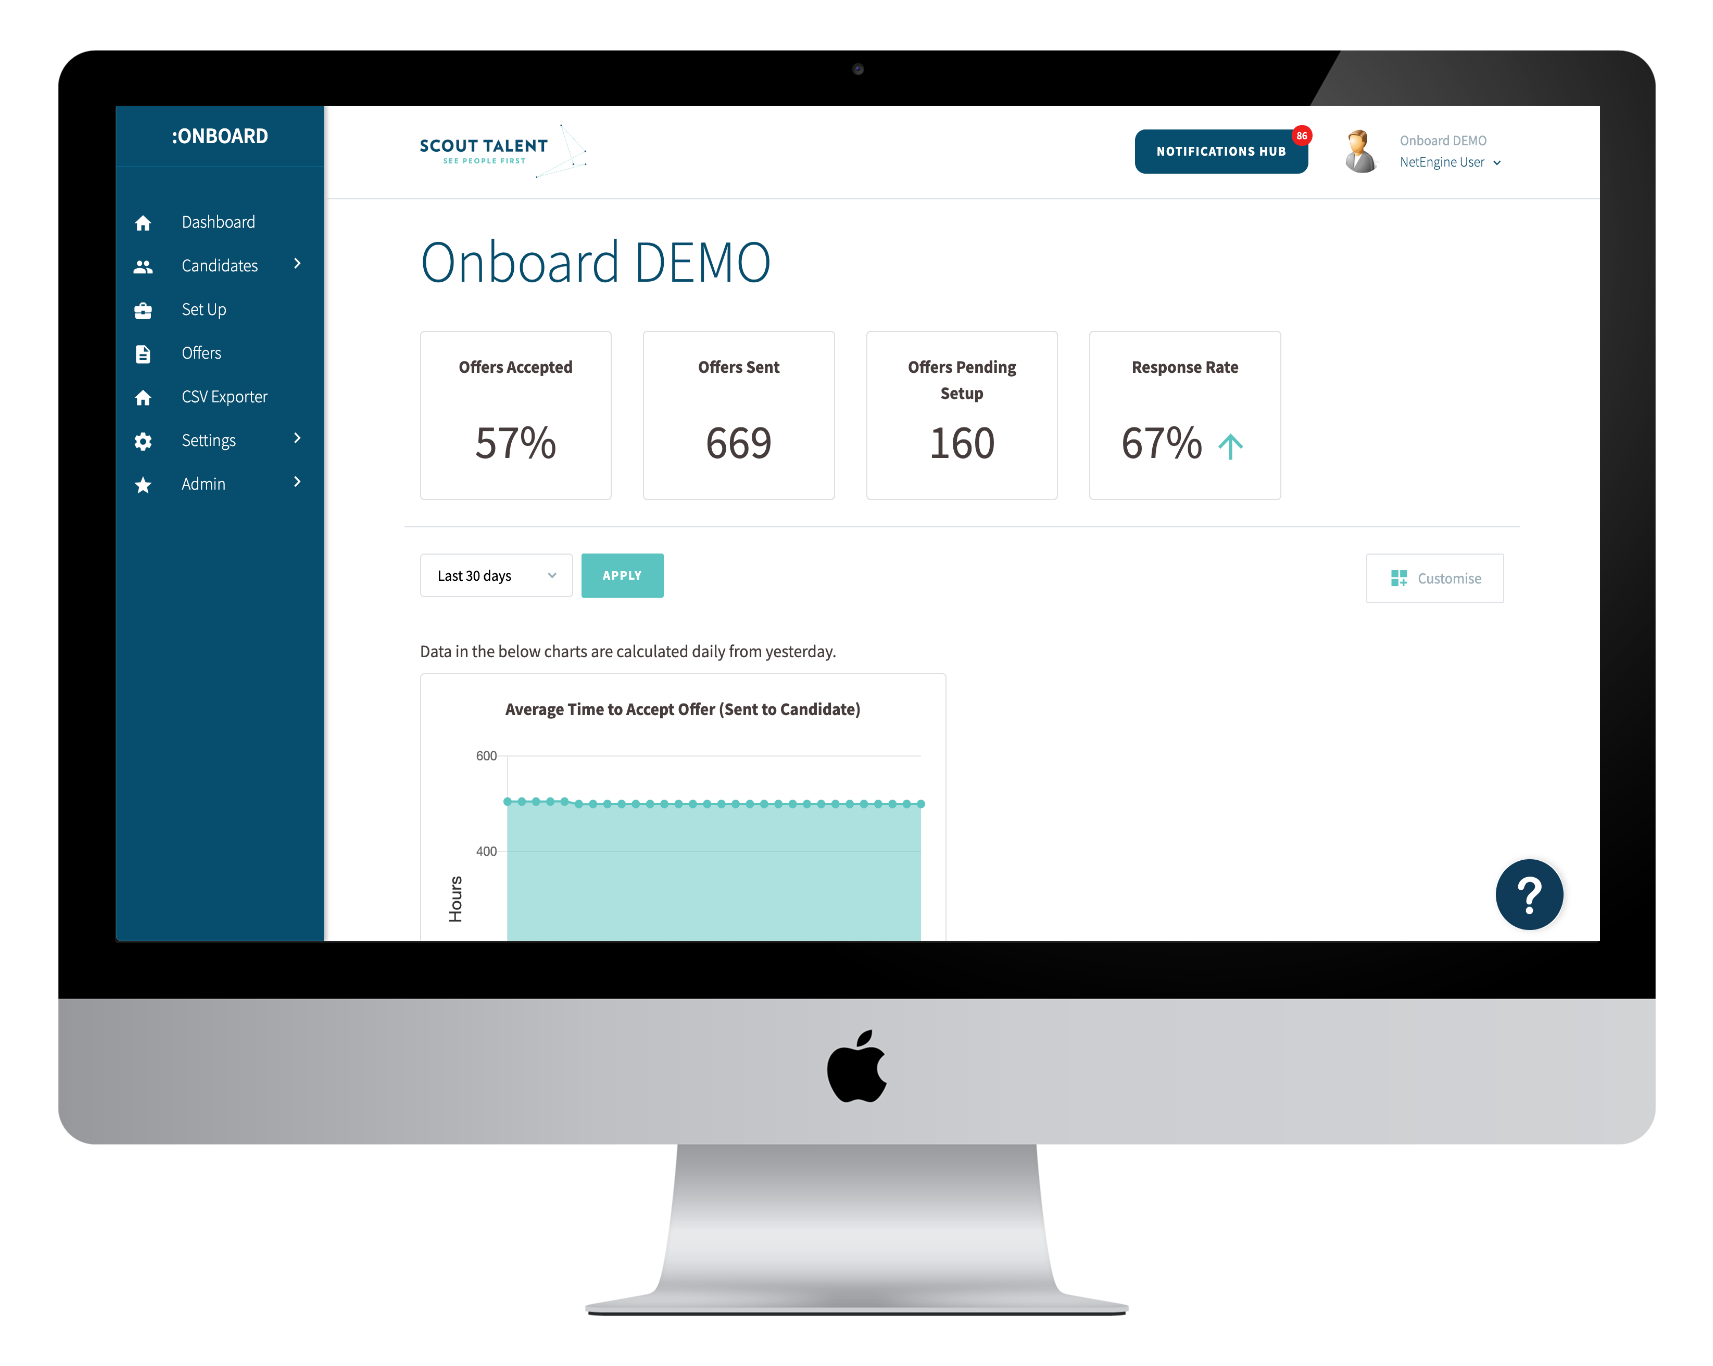 :ONBOARD
Dashboard
Candidates
Set Up
Offers
CSV Exporter
Settings
Admin
SCOUT TALENT
SEE PEOPLE FIRST
NOTIFICATIONS HUB
86
Onboard DEMO
NetEngine User
Onboard DEMO
Offers Accepted
57%
Offers Sent
669
Offers Pending
Setup
160
Response Rate
67%
Last 30 days
APPLY
Customise
Data in the below charts are calculated daily from yesterday.
Average Time to Accept Offer (Sent to Candidate)
600
400
Hours
?